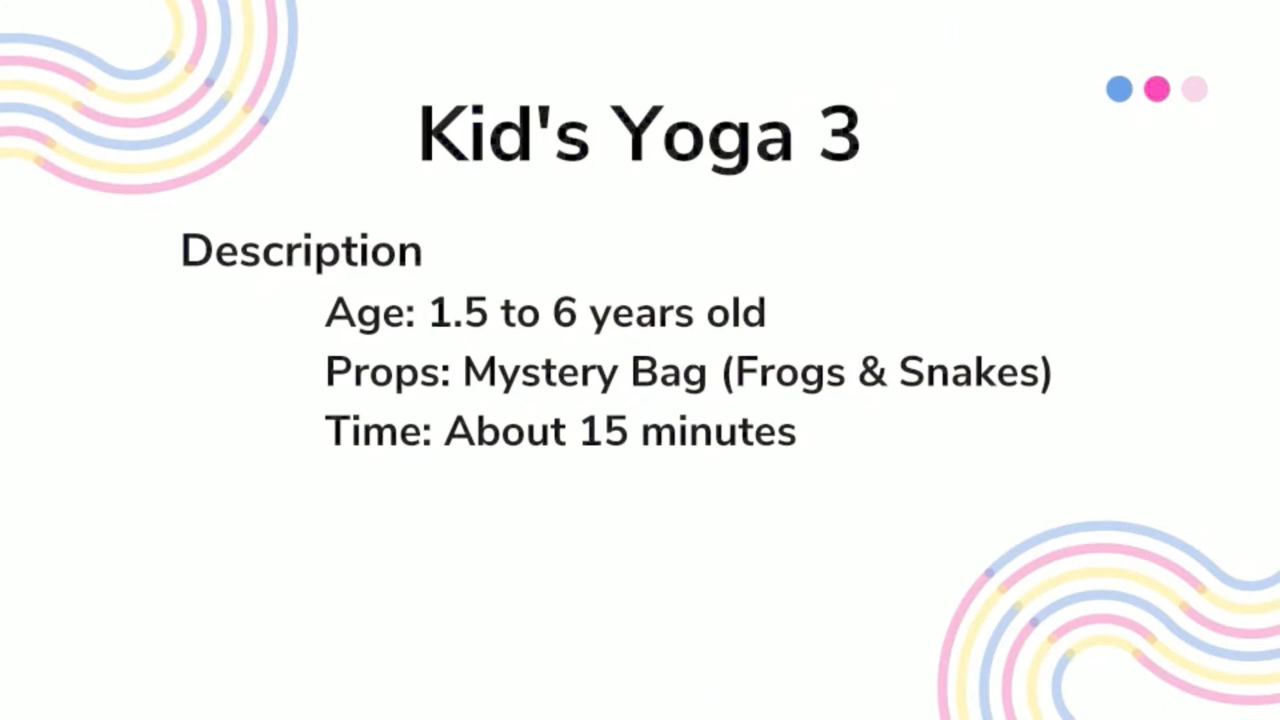 Kid's Yoga 3
Description
Age: 1.5 to 6 years old
Props: Mystery Bag (Frogs & Snakes)
Time: About 15 minutes